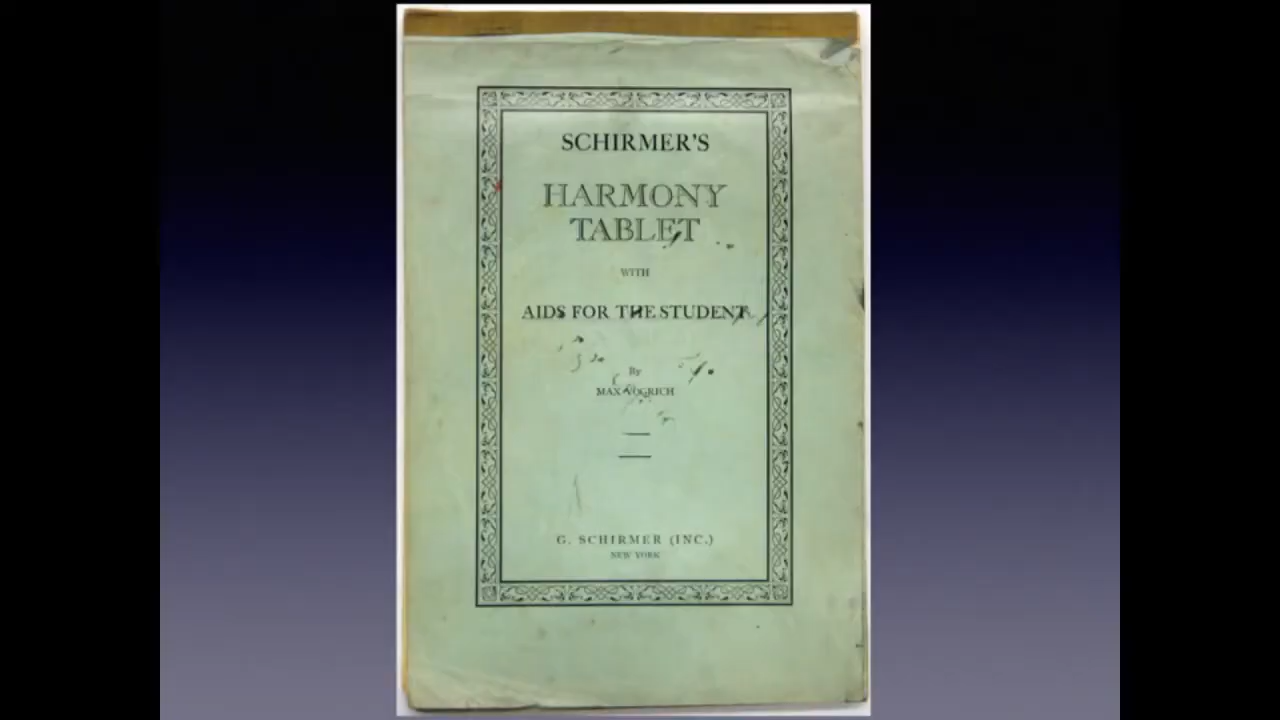 SCHIRMER'S
HARMONY
TABLET
WITH
AIDS FOR THE STUDENT
By
MAX VOGRICH
G. SCHIRMER (INC.)
NEW YORK